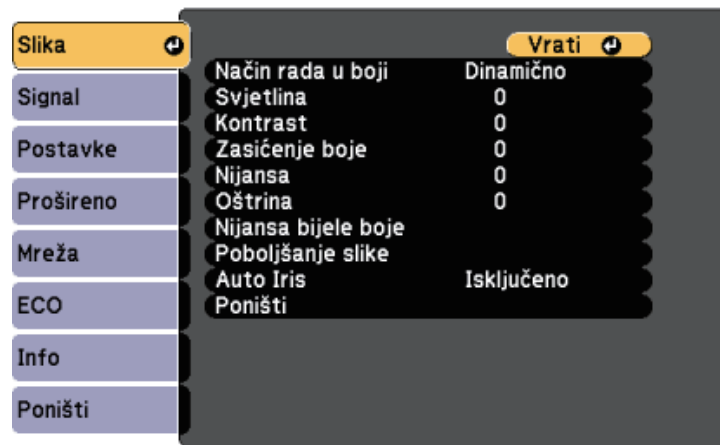 Slika
Signal
Postavke
Prošireno
Mreža
ECO
Info
Poništi
Vrati
Način rada u boji Dinamično
Svjetlina 0
Kontrast 0
Zasićenje boje 0
Nijansa 0
Oštrina 0
Nijansa bijele boje
Poboljšanje slike
Auto Iris Isključeno
Poništi